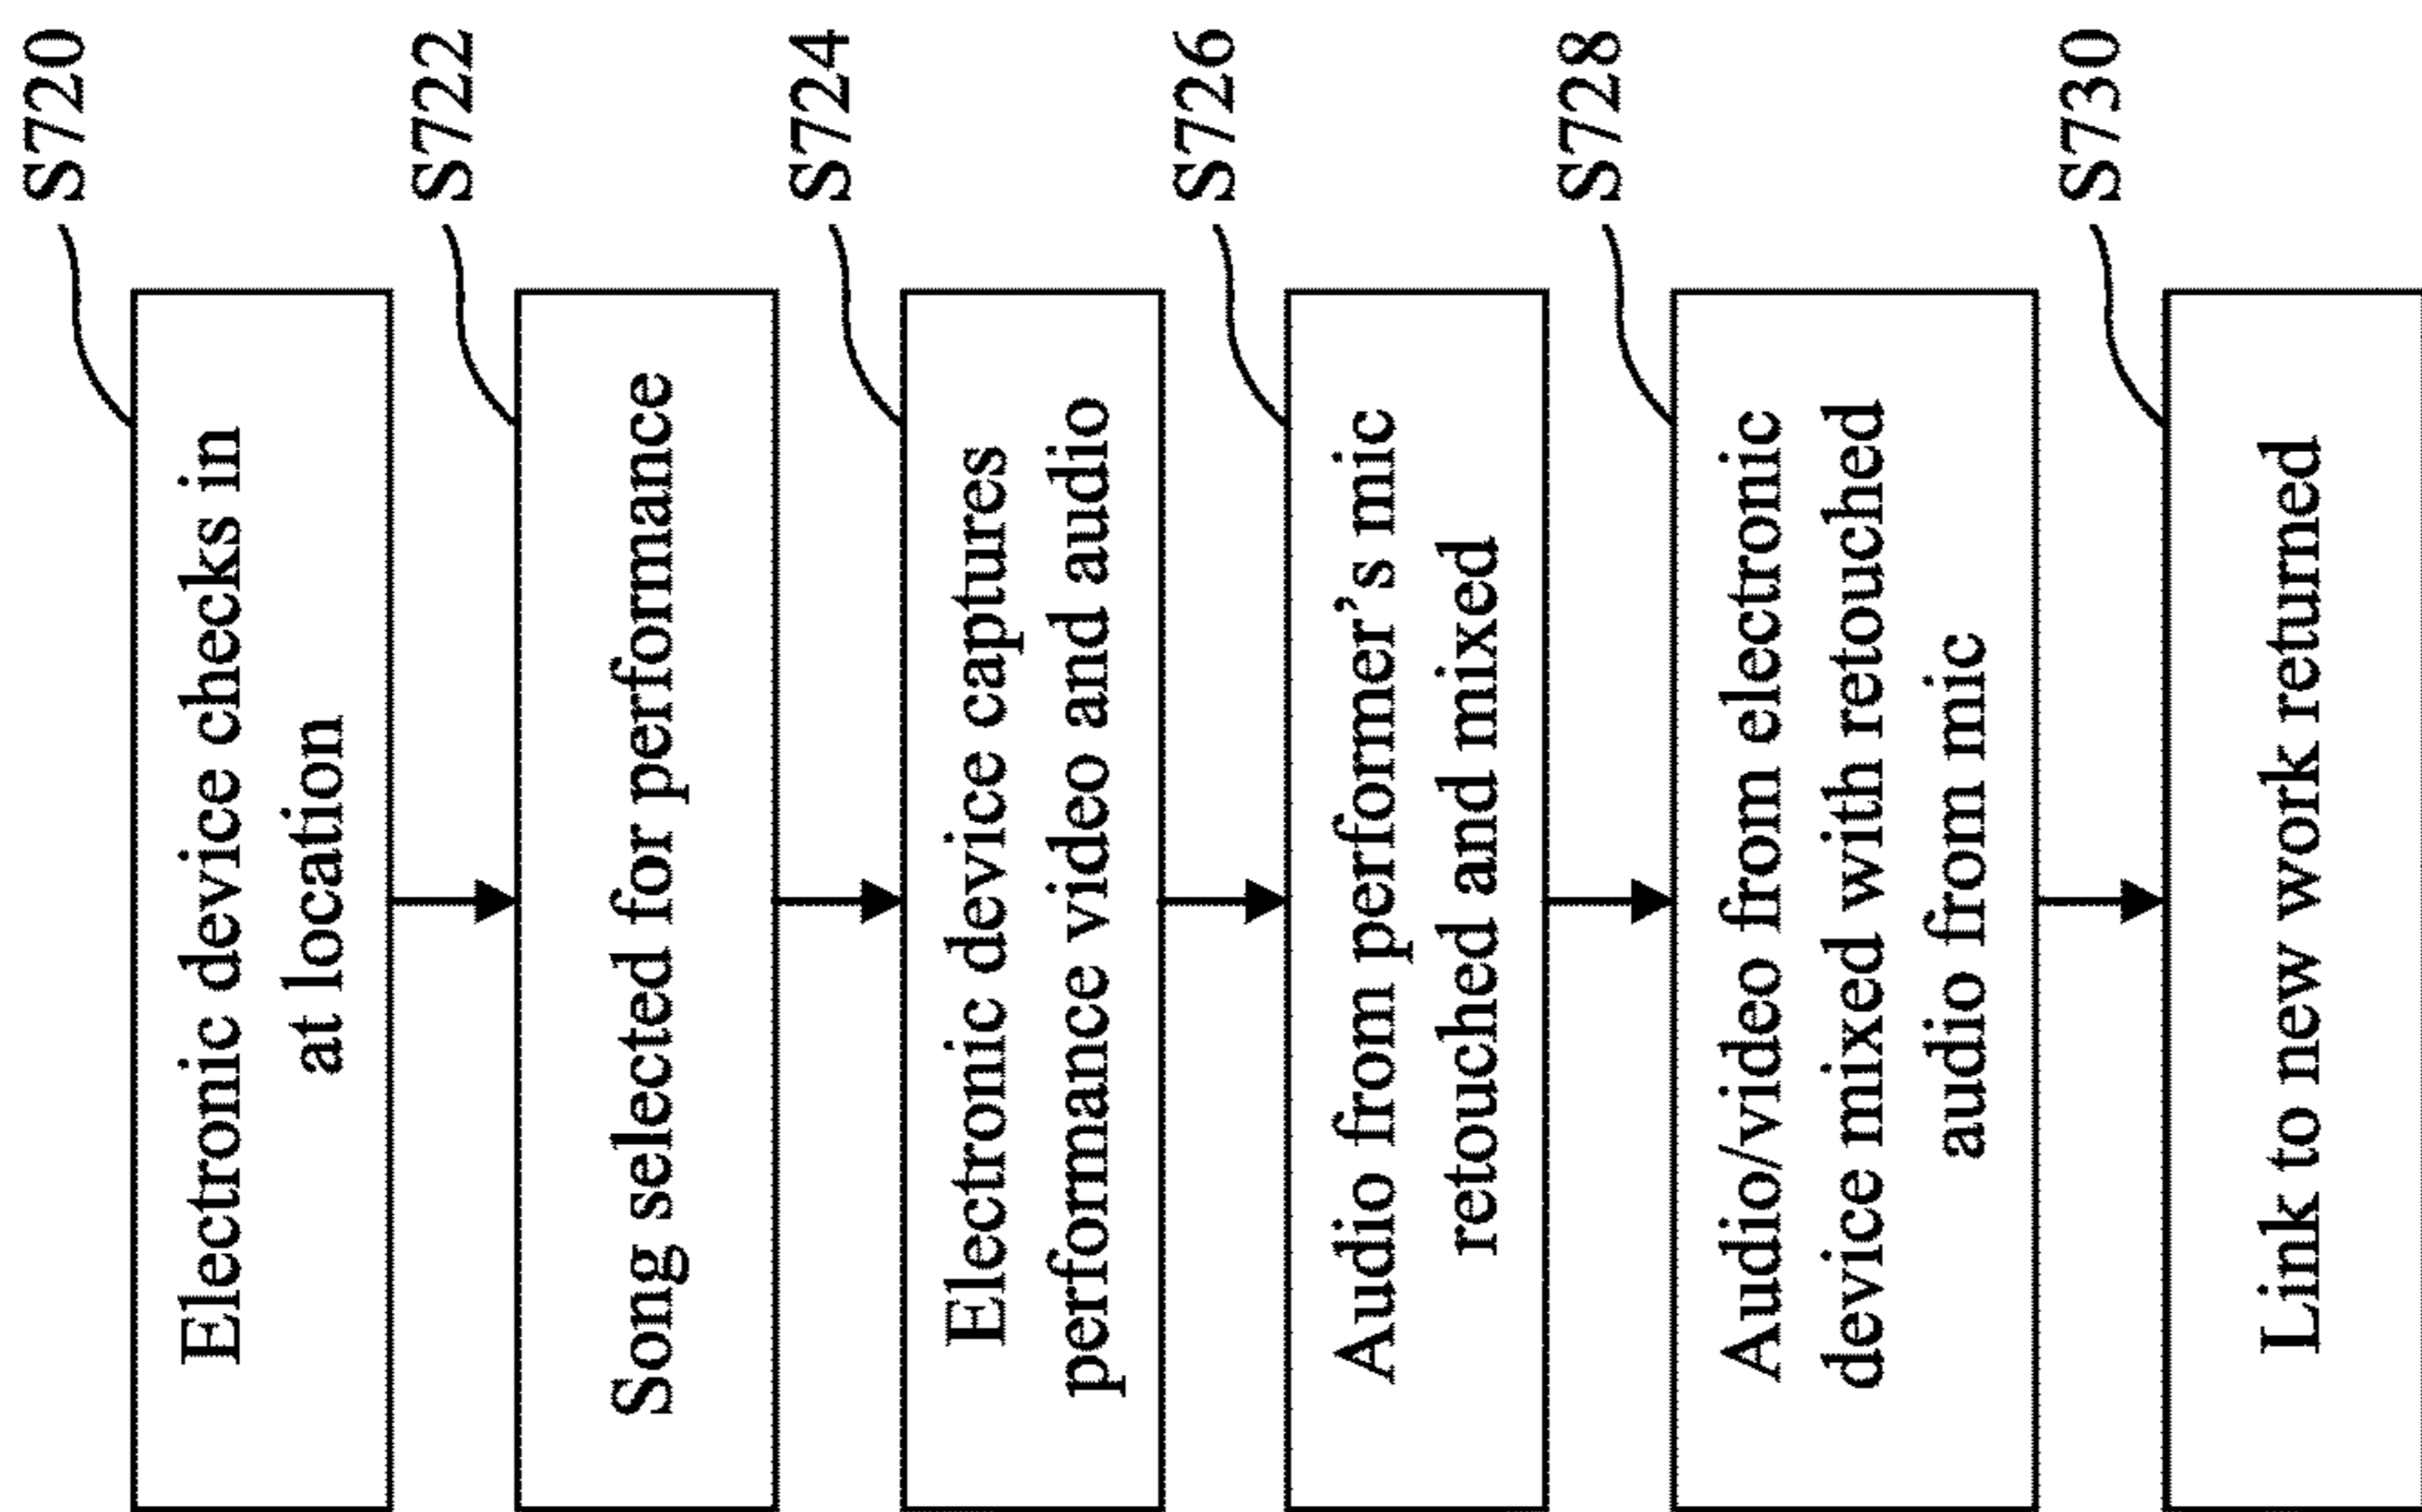 S720
Electronic device checks in
at location
S722
Song selected for performance
S724
Electronic device captures
performance video and audio
S726
Audio from performer's mic
retouched and mixed
S728
Audio/video from electronic
device mixed with retouched
audio from mic
S730
Link to new work returned